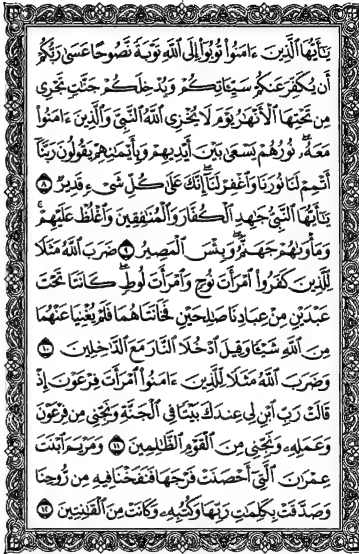 يَـٰٓأَيُّهَا ٱلَّذِينَ ءَامَنُوا۟ تُوبُوٓا۟ إِلَى ٱللَّهِ تَوْبَةً نَّصُوحًا عَسَىٰ رَبُّكُمْ
أَن يُكَفِّرَ عَنكُمْ سَيِّـَٔاتِكُمْ وَيُدْخِلَكُمْ جَنَّـٰتٍ تَجْرِى
مِن تَحْتِهَا ٱلْأَنْهَـٰرُ يَوْمَ لَا يُخْزِى ٱللَّهُ ٱلنَّبِىَّ وَٱلَّذِينَ ءَامَنُوا۟
مَعَهُۥ ۖ نُورُهُمْ يَسْعَىٰ بَيْنَ أَيْدِيهِمْ وَبِأَيْمَـٰنِهِمْ يَقُولُونَ رَبَّنَآ
أَتْمِمْ لَنَا نُورَنَا وَٱغْفِرْ لَنَآ ۖ إِنَّكَ عَلَىٰ كُلِّ شَىْءٍ قَدِيرٌ ٨
يَـٰٓأَيُّهَا ٱلنَّبِىُّ جَـٰهِدِ ٱلْكُفَّارَ وَٱلْمُنَـٰفِقِينَ وَٱغْلُظْ عَلَيْهِمْ ۚ
وَمَأْوَىٰهُمْ جَهَنَّمُ ۖ وَبِئْسَ ٱلْمَصِيرُ ٩ ضَرَبَ ٱللَّهُ مَثَلًا
لِّلَّذِينَ كَفَرُوا۟ ٱمْرَأَتَ نُوحٍ وَٱمْرَأَتَ لُوطٍ ۖ كَانَتَا تَحْتَ
عَبْدَيْنِ مِنْ عِبَادِنَا صَـٰلِحَيْنِ فَخَانَتَاهُمَا فَلَمْ يُغْنِيَا عَنْهُمَا
مِنَ ٱللَّهِ شَيْـًٔا وَقِيلَ ٱدْخُلَا ٱلنَّارَ مَعَ ٱلدَّٰخِلِينَ ١٠
وَضَرَبَ ٱللَّهُ مَثَلًا لِّلَّذِينَ ءَامَنُوا۟ ٱمْرَأَتَ فِرْعَوْنَ إِذْ
قَالَتْ رَبِّ ٱبْنِ لِى عِندَكَ بَيْتًا فِى ٱلْجَنَّةِ وَنَجِّنِى مِن فِرْعَوْنَ
وَعَمَلِهِۦ وَنَجِّنِى مِنَ ٱلْقَوْمِ ٱلظَّـٰلِمِينَ ١١ وَمَرْيَمَ ٱبْنَتَ
عِمْرَٰنَ ٱلَّتِىٓ أَحْصَنَتْ فَرْجَهَا فَنَفَخْنَا فِيهِ مِن رُّوحِنَا
وَصَدَّقَتْ بِكَلِمَـٰتِ رَبِّهَا وَكُتُبِهِۦ وَكَانَتْ مِنَ ٱلْقَـٰنِتِينَ ١٢